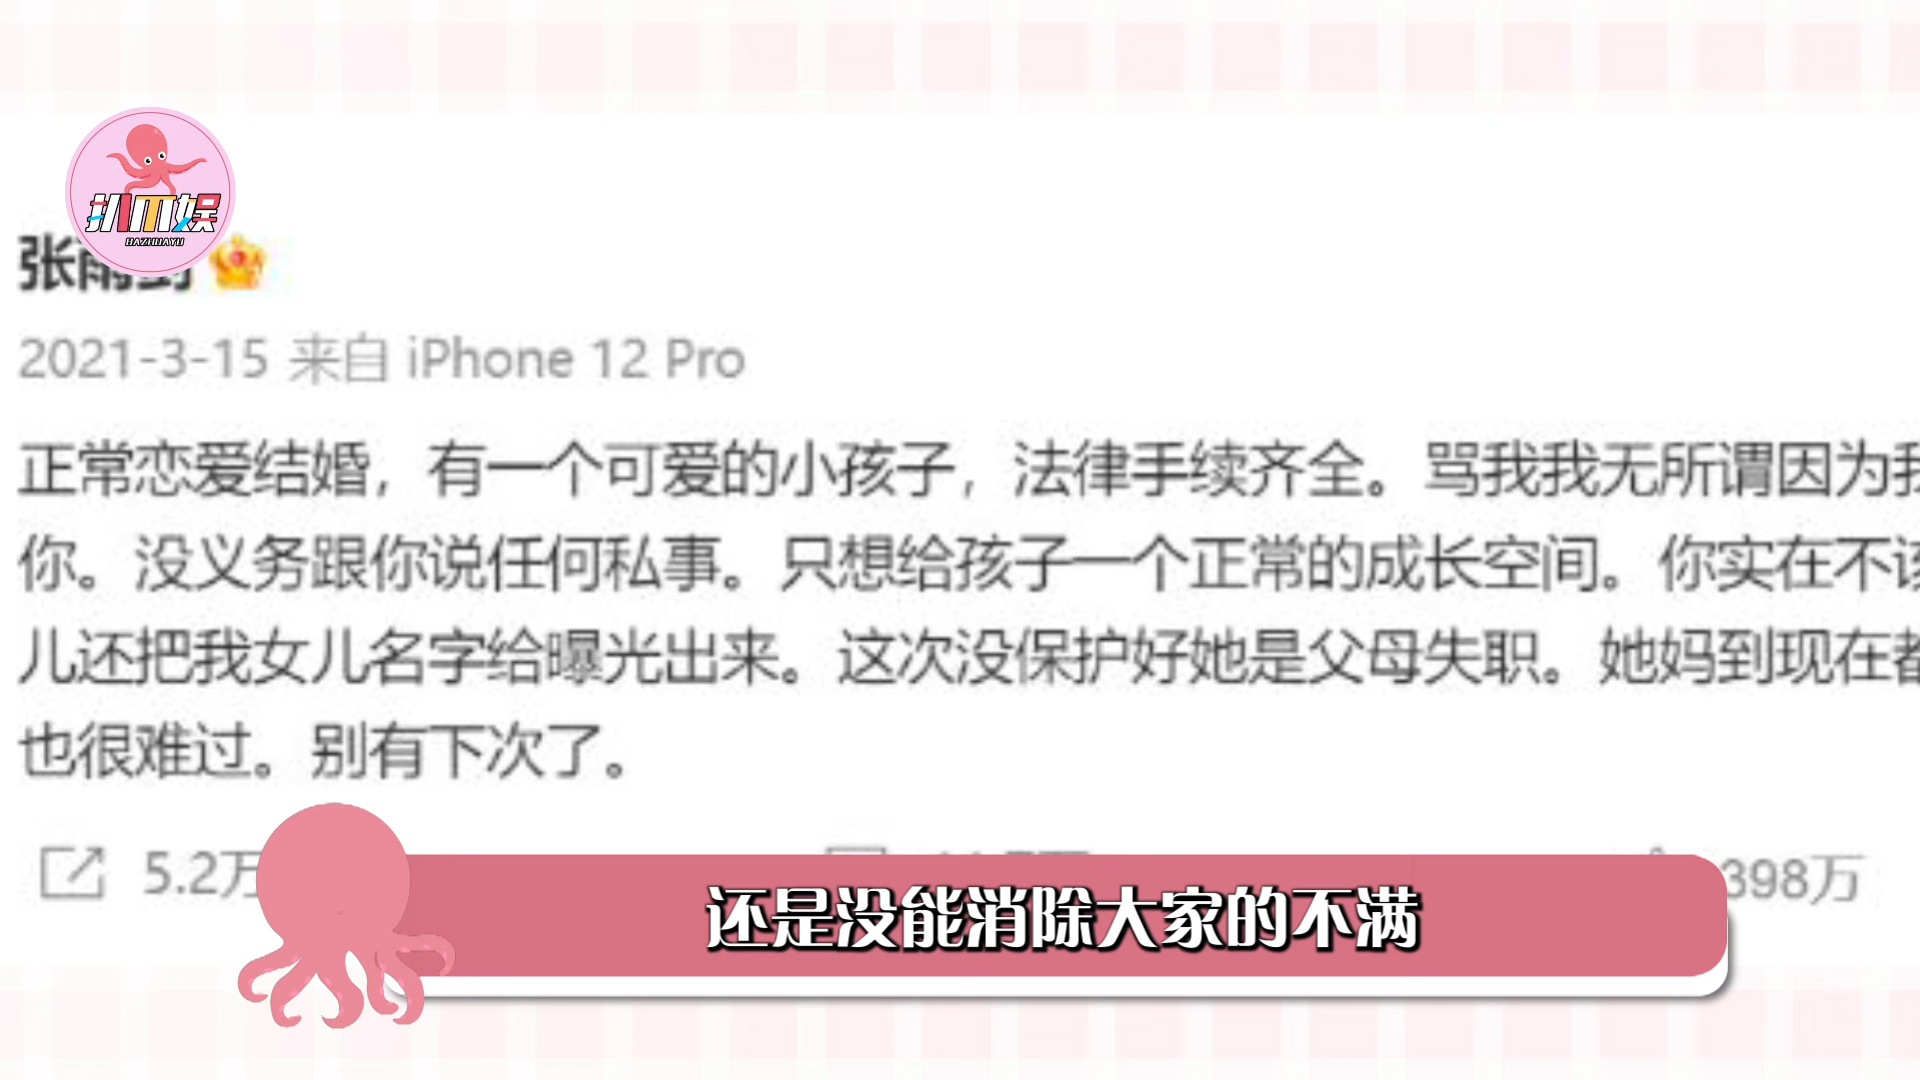 扒爪娱
BAZHUAYU
张雨剑
2021-3-15 来自 iPhone 12 Pro
正常恋爱结婚，有一个可爱的小孩子，法律手续齐全。骂我我无所谓因为我
你。没义务跟你说任何私事。只想给孩子一个正常的成长空间。你实在不该
儿还把我女儿名字给曝光出来。这次没保护好她是父母失职。她妈到现在都
也很难过。别有下次了。
5.2万
398万
还是没能消除大家的不满